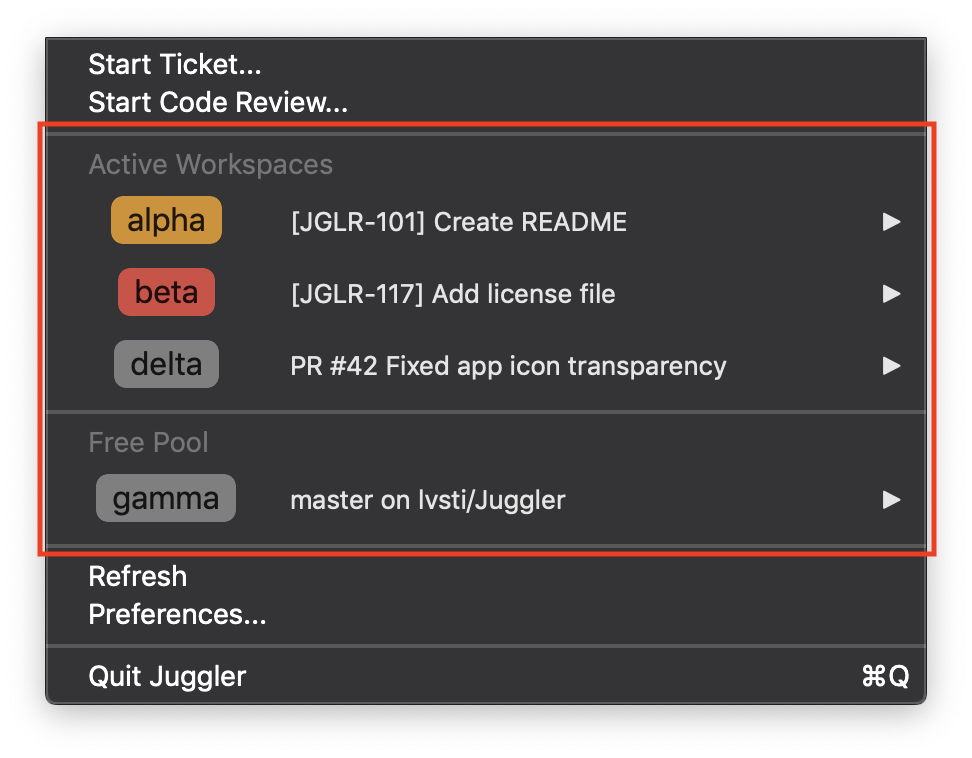 Start Ticket...
Start Code Review...
Active Workspaces
alpha [JGLR-101] Create README ▶
beta [JGLR-117] Add license file ▶
delta PR #42 Fixed app icon transparency ▶
Free Pool
gamma master on lvsti/Juggler ▶
Refresh
Preferences...
Quit Juggler ⌘Q